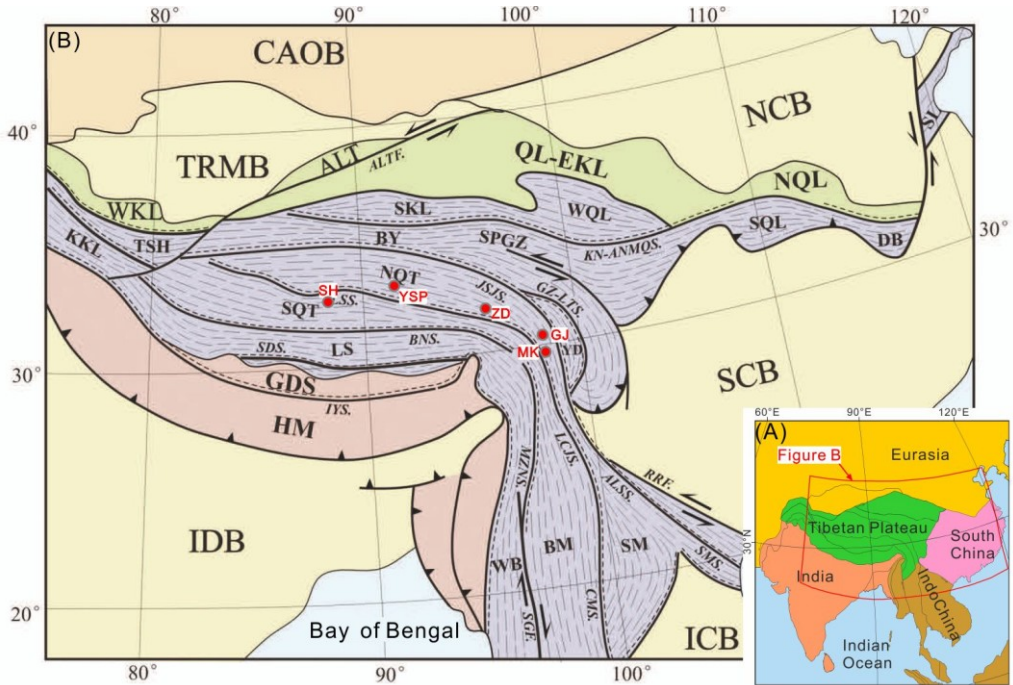 80°
90°
100°
110°
120°
(B)
CAOB
NCB
SL
40°
TRMB
ALT
ALTF.
QL-EKL
NQL
WKL
SKL
WQL
30°
KKL
TSH
BY
SPGZ
KN-ANMQS.
SQL
DB
NQT
JSJS.
GZ-LTS.
SH
SS.
YSP
SQT
ZD
GJ
MK
YD
SDS.
LS
BNS.
30°
GDS
IYS.
HM
SCB
MZNS.
LCJS.
ALSS.
RRF.
IDB
WB
BM
SM
SMS.
20°
SGF.
CMS.
Bay of Bengal
ICB
80°
90°
100°
60°E
90°E
120°E
(A)
Figure B
Eurasia
Tibetan Plateau
South
China
30°N
India
IndoChina
Indian
Ocean